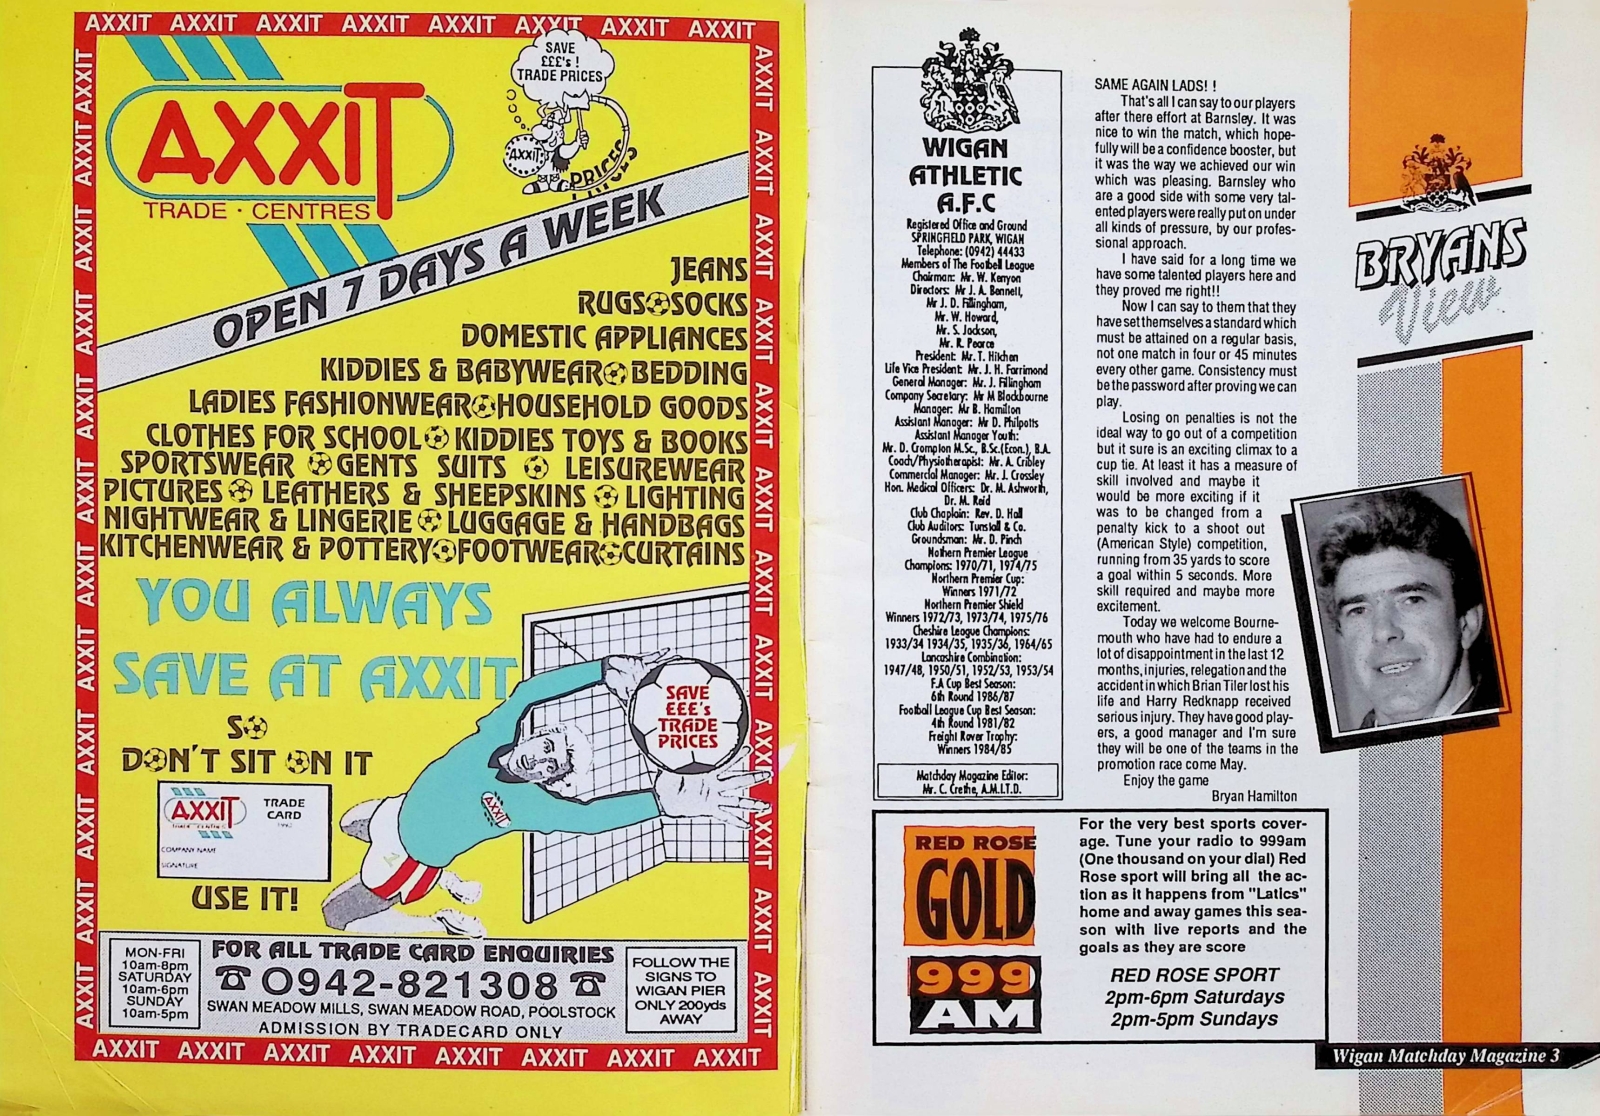 AXXIT AXXIT AXXIT AXXIT AXXIT AXXIT AXXIT AXXIT
AXXIT
TRADE · CENTRES
SAVE
£££'s !
TRADE PRICES
AXXIT
PRICES
OPEN 7 DAYS A WEEK
JEANS
RUGS SOCKS
DOMESTIC APPLIANCES
KIDDIES & BABYWEAR BEDDING
LADIES FASHIONWEAR HOUSEHOLD GOODS
CLOTHES FOR SCHOOL KIDDIES TOYS & BOOKS
SPORTSWEAR GENTS SUITS LEISUREWEAR
PICTURES LEATHERS & SHEEPSKINS LIGHTING
NIGHTWEAR & LINGERIE LUGGAGE & HANDBAGS
KITCHENWEAR & POTTERY FOOTWEAR CURTAINS
YOU ALWAYS
SAVE AT AXXIT
SO
DON'T SIT ON IT
AXXIT
TRADE CENTRES
TRADE
CARD
COMPANY NAME
SIGNATURE
USE IT!
SAVE
£££'s
TRADE
PRICES
AXXIT
1
MON-FRI
10am-8pm
SATURDAY
10am-6pm
SUNDAY
10am-5pm
FOR ALL TRADE CARD ENQUIRIES
☎ 0942-821308 ☎
SWAN MEADOW MILLS, SWAN MEADOW ROAD, POOLSTOCK
ADMISSION BY TRADECARD ONLY
FOLLOW THE
SIGNS TO
WIGAN PIER
ONLY 200yds
AWAY
AXXIT AXXIT AXXIT AXXIT AXXIT AXXIT AXXIT AXXIT
WIGAN
ATHLETIC
A.F.C
Registered Office and Ground
SPRINGFIELD PARK, WIGAN
Telephone: (0942) 44433
Members of The Football League
Chairman: Mr. W. Kenyon
Directors: Mr J. A. Bennett,
Mr J. D. Fillingham,
Mr. W. Howard,
Mr. S. Jackson,
Mr. R. Pearce
President: Mr. T. Hitchen
Life Vice President: Mr. J. H. Farrimond
General Manager: Mr. J. Fillingham
Company Secretary: Mr M Blackbourne
Manager: Mr B. Hamilton
Assistant Manager: Mr D. Philpotts
Assistant Manager Youth:
Mr. D. Crompton M.Sc, B.Sc.(Econ.), B.A.
Coach/Physiotherapist: Mr. A. Cribley
Commercial Manager: Mr. J. Crossley
Hon. Medical Officers: Dr. M. Ashworth,
Dr. M. Reid
Club Chaplain: Rev. D. Hall
Club Auditors: Tunstall & Co.
Groundsman: Mr. D. Pinch
Nothern Premier League
Champions: 1970/71, 1974/75
Northern Premier Cup:
Winners 1971/72
Northern Premier Shield
Winners 1972/73, 1973/74, 1975/76
Cheshire League Champions:
1933/34 1934/35, 1935/36, 1964/65
Lancashire Combination:
1947/48, 1950/51, 1952/53, 1953/54
F.A Cup Best Season:
6th Round 1986/87
Football League Cup Best Season:
4th Round 1981/82
Freight Rover Trophy:
Winners 1984/85
Matchday Magazine Editor:
Mr. C. Crethe, A.M.I.T.D.
SAME AGAIN LADS! !
That's all I can say to our players
after there effort at Barnsley. It was
nice to win the match, which hope-
fully will be a confidence booster, but
it was the way we achieved our win
which was pleasing. Barnsley who
are a good side with some very tal-
ented players were really put on under
all kinds of pressure, by our profes-
sional approach.
I have said for a long time we
have some talented players here and
they proved me right!!
Now I can say to them that they
have set themselves a standard which
must be attained on a regular basis,
not one match in four or 45 minutes
every other game. Consistency must
be the password after proving we can
play.
Losing on penalties is not the
ideal way to go out of a competition
but it sure is an exciting climax to a
cup tie. At least it has a measure of
skill involved and maybe it
would be more exciting if it
was to be changed from a
penalty kick to a shoot out
(American Style) competition,
running from 35 yards to score
a goal within 5 seconds. More
skill required and maybe more
excitement.
Today we welcome Bourne-
mouth who have had to endure a
lot of disappointment in the last 12
months, injuries, relegation and the
accident in which Brian Tiler lost his
life and Harry Redknapp received
serious injury. They have good play-
ers, a good manager and I'm sure
they will be one of the teams in the
promotion race come May.
Enjoy the game
Bryan Hamilton
BRYANS
View
RED ROSE
GOLD
999
AM
For the very best sports cover-
age. Tune your radio to 999am
(One thousand on your dial) Red
Rose sport will bring all the ac-
tion as it happens from "Latics"
home and away games this sea-
son with live reports and the
goals as they are score
RED ROSE SPORT
2pm-6pm Saturdays
2pm-5pm Sundays
Wigan Matchday Magazine 3